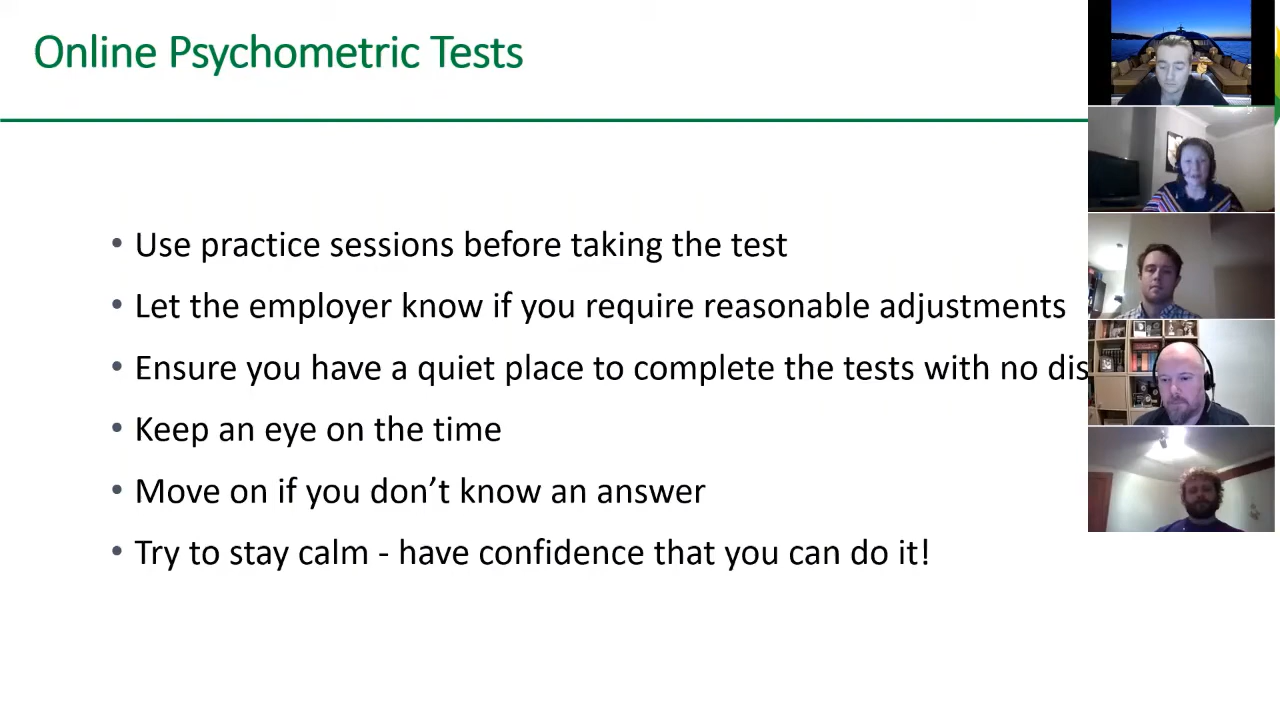 Online Psychometric Tests
• Use practice sessions before taking the test
• Let the employer know if you require reasonable adjustments
• Ensure you have a quiet place to complete the tests with no dis
• Keep an eye on the time
• Move on if you don’t know an answer
• Try to stay calm - have confidence that you can do it!